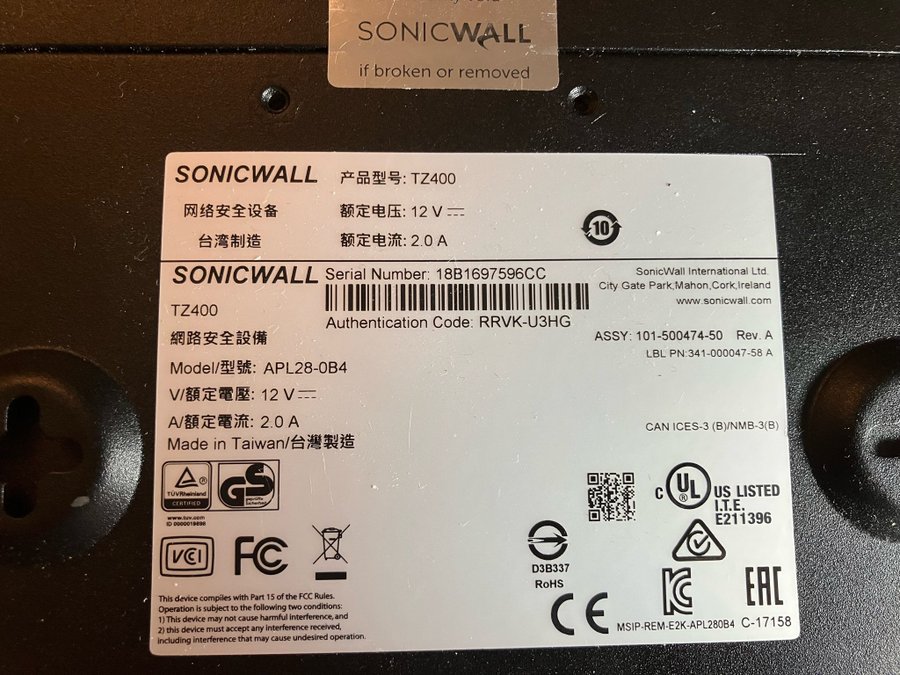 SONICWALL
if broken or removed
SONICWALL 产品型号: TZ400
网络安全设备 额定电压: 12 V
台湾制造 额定电流: 2.0 A
10
SONICWALL Serial Number: 18B1697596CC
TZ400
Authentication Code: RRVK-U3HG
SonicWall International Ltd.
City Gate Park,Mahon,Cork,Ireland
www.sonicwall.com
網路安全設備
ASSY: 101-500474-50 Rev. A
LBL PN:341-000047-58 A
Model/型號: APL28-0B4
V/額定電壓: 12 V
A/額定電流: 2.0 A
Made in Taiwan/台灣製造
CAN ICES-3 (B)/NMB-3(B)
TÜVRheinland
CERTIFIED
www.tuv.com
ID 0000019896
GS
geprüfte
Sicherheit
C UL US LISTED
I.T.E.
E211396
VCI
FC
D3B337
RoHS
CE
EAC
MSIP-REM-E2K-APL280B4 C-17158
This device complies with Part 15 of the FCC Rules.
Operation is subject to the following two conditions:
1) This device may not cause harmful interference, and
2) this device must accept any interference received,
including interference that may cause undesired operation.